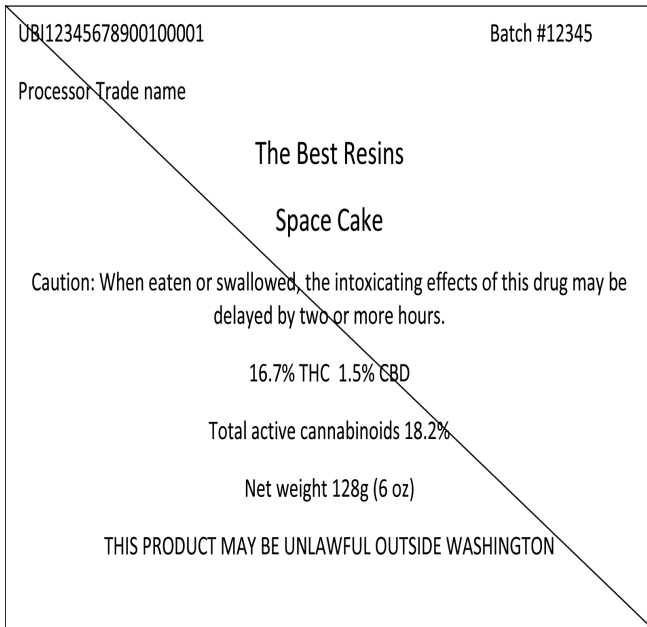 UBI12345678900100001 Batch #12345
Processor Trade name
The Best Resins
Space Cake
Caution: When eaten or swallowed, the intoxicating effects of this drug may be
delayed by two or more hours.
16.7% THC 1.5% CBD
Total active cannabinoids 18.2%
Net weight 128g (6 oz)
THIS PRODUCT MAY BE UNLAWFUL OUTSIDE WASHINGTON